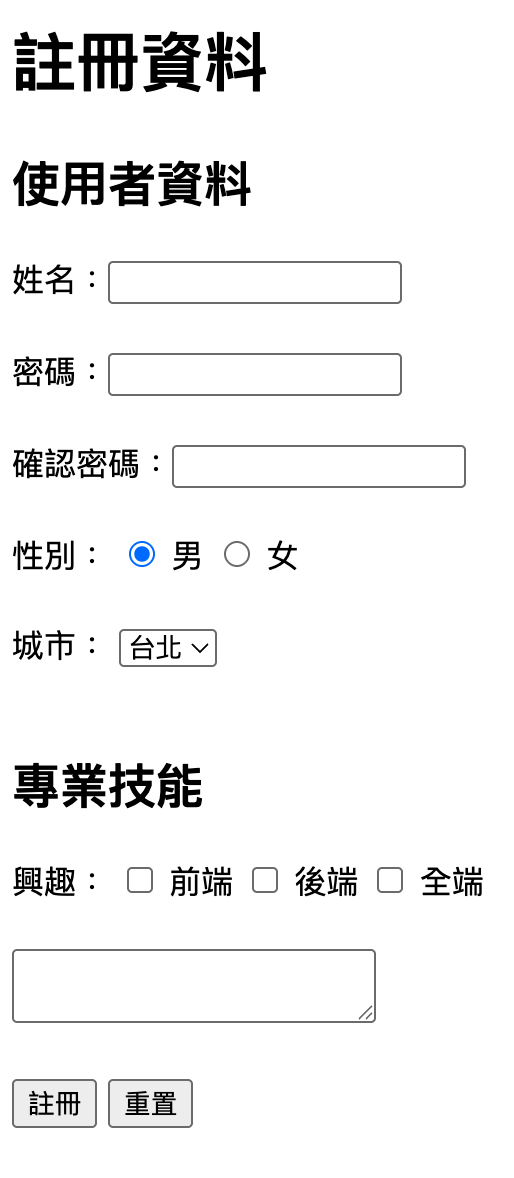 註冊資料
使用者資料
姓名：
密碼：
確認密碼：
性別： 男 女
城市： 台北
專業技能
興趣： 前端 後端 全端
註冊 重置